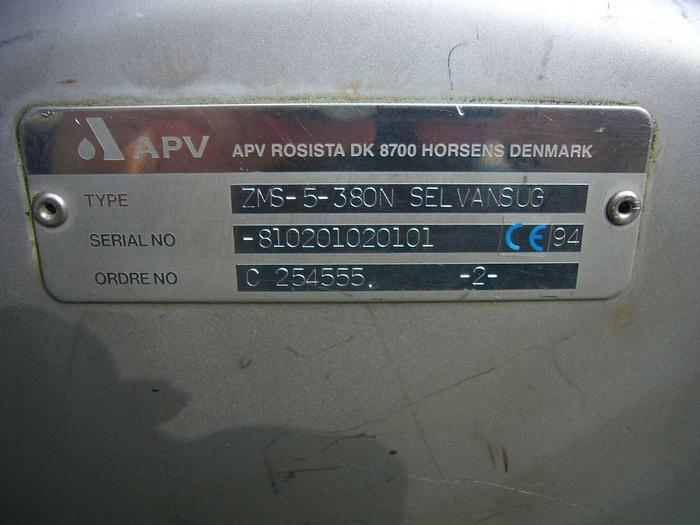 APV APV ROSISTA DK 8700 HORSENS DENMARK
TYPE ZMS-5-380N SELVANSUG
SERIAL NO -810201020101 CE 94
ORDRE NO C 254555. -2-